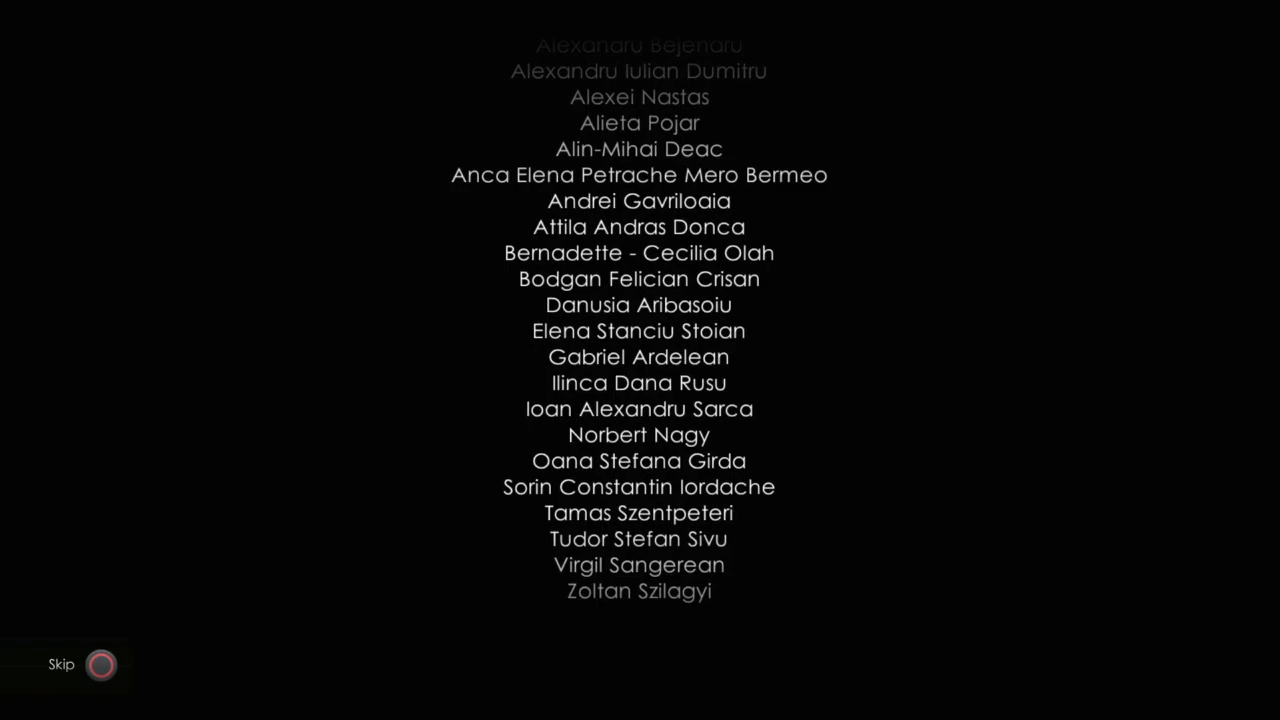 Alexandru Bejenaru
Alexandru Iulian Dumitru
Alexei Nastas
Alieta Pojar
Alin-Mihai Deac
Anca Elena Petrache Mero Bermeo
Andrei Gavriloaia
Attila Andras Donca
Bernadette - Cecilia Olah
Bodgan Felician Crisan
Danusia Aribasoiu
Elena Stanciu Stoian
Gabriel Ardelean
Ilinca Dana Rusu
Ioan Alexandru Sarca
Norbert Nagy
Oana Stefana Girda
Sorin Constantin Iordache
Tamas Szentpeteri
Tudor Stefan Sivu
Virgil Sangerean
Zoltan Szilagyi
Skip